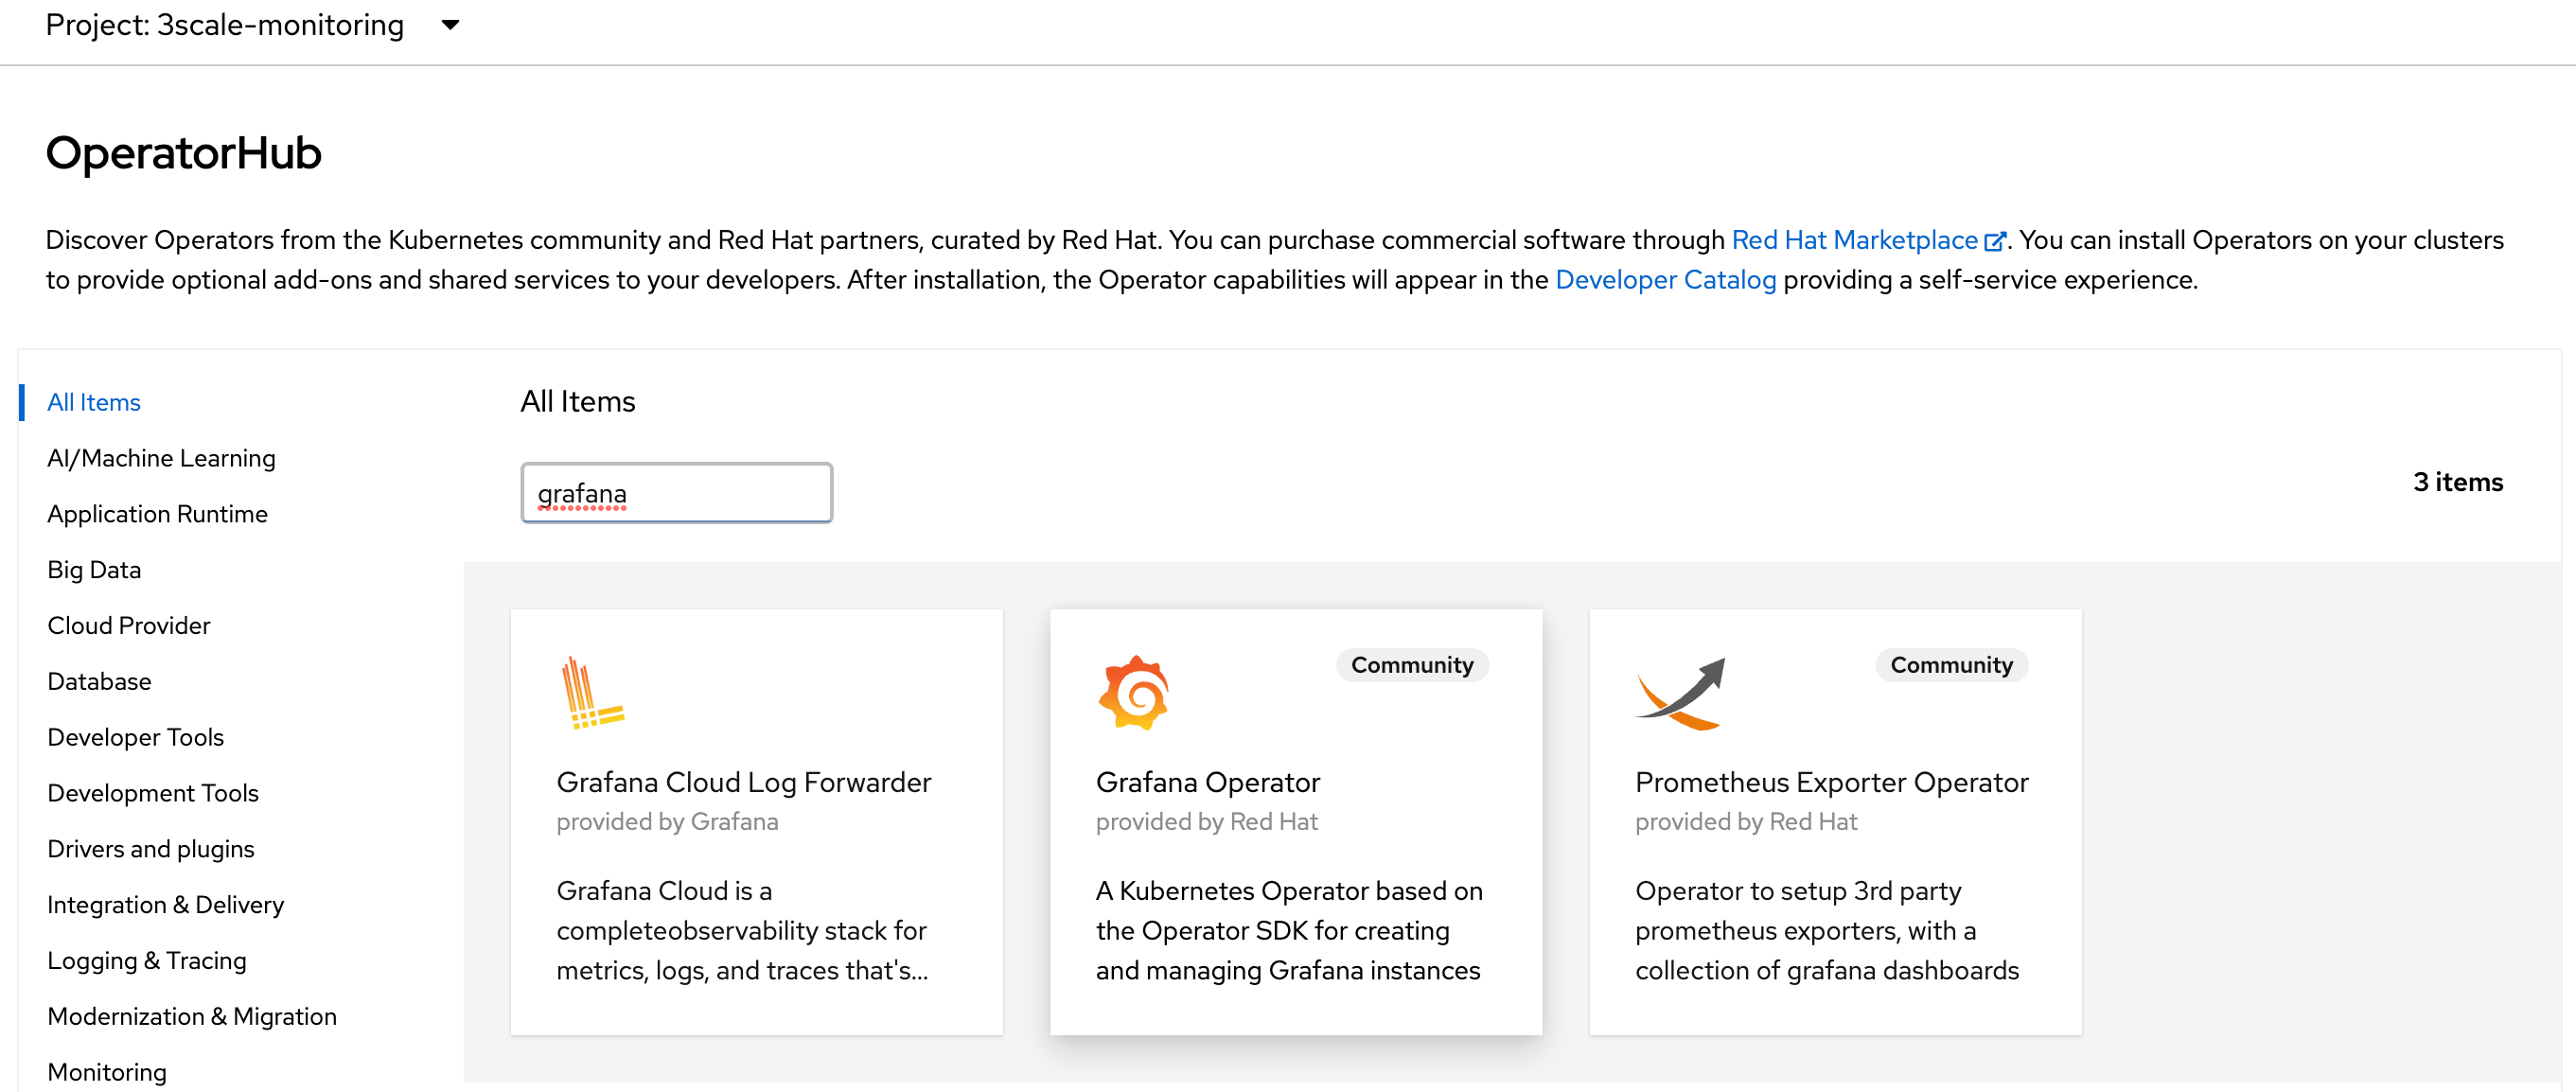 Project: 3scale-monitoring
OperatorHub
Discover Operators from the Kubernetes community and Red Hat partners, curated by Red Hat. You can purchase commercial software through Red Hat Marketplace. You can install Operators on your clusters
to provide optional add-ons and shared services to your developers. After installation, the Operator capabilities will appear in the Developer Catalog providing a self-service experience.
All Items
AI/Machine Learning
Application Runtime
Big Data
Cloud Provider
Database
Developer Tools
Development Tools
Drivers and plugins
Integration & Delivery
Logging & Tracing
Modernization & Migration
Monitoring
All Items
grafana
3 items
Grafana Cloud Log Forwarder
provided by Grafana
Grafana Cloud is a
completeobservability stack for
metrics, logs, and traces that's...
Community
Grafana Operator
provided by Red Hat
A Kubernetes Operator based on
the Operator SDK for creating
and managing Grafana instances
Community
Prometheus Exporter Operator
provided by Red Hat
Operator to setup 3rd party
prometheus exporters, with a
collection of grafana dashboards